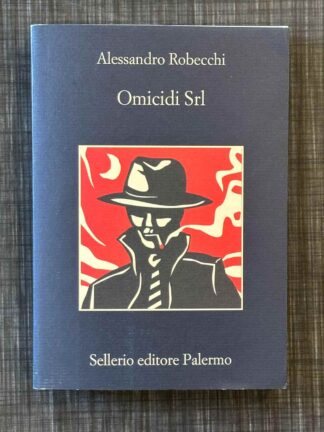 Alessandro Robecchi
Omicidi Srl
Sellerio editore Palermo